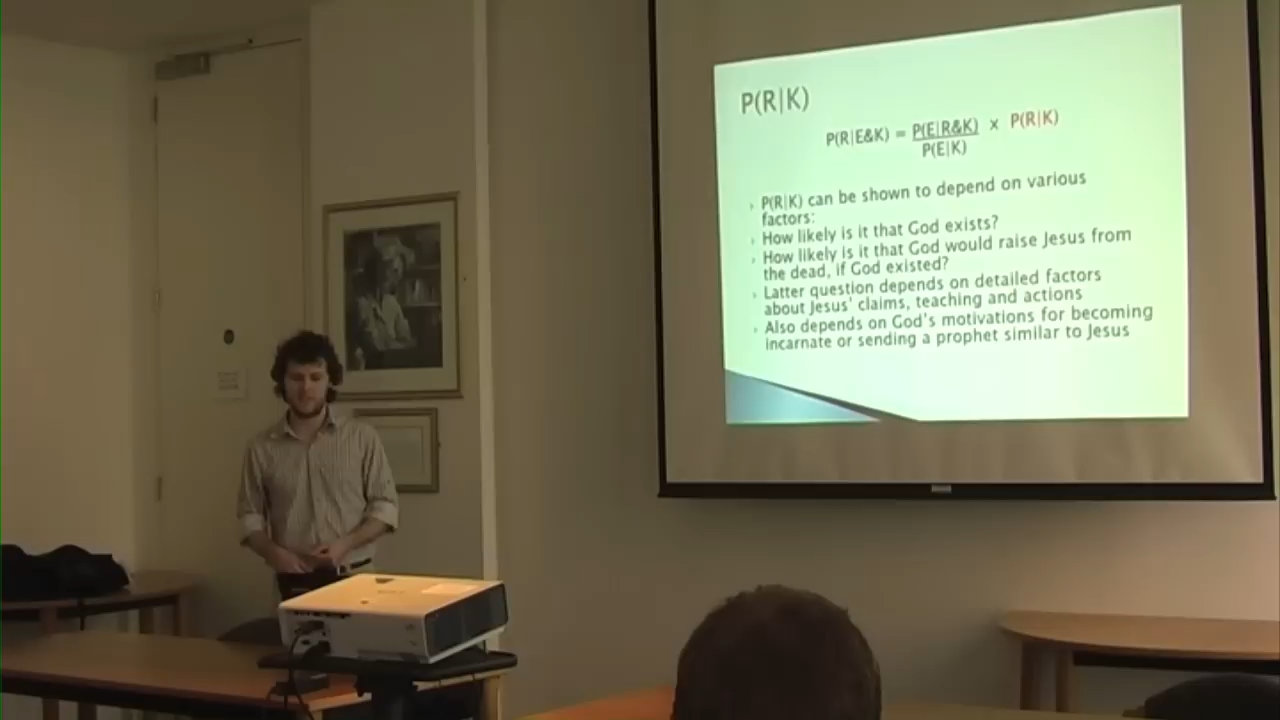 P(R|K)
P(R|E&K) = P(E|R&K) x P(R|K)
P(E|K)
P(R|K) can be shown to depend on various
factors:
How likely is it that God exists?
How likely is it that God would raise Jesus from
the dead, if God existed?
Latter question depends on detailed factors
about Jesus' claims, teaching and actions
Also depends on God's motivations for becoming
incarnate or sending a prophet similar to Jesus